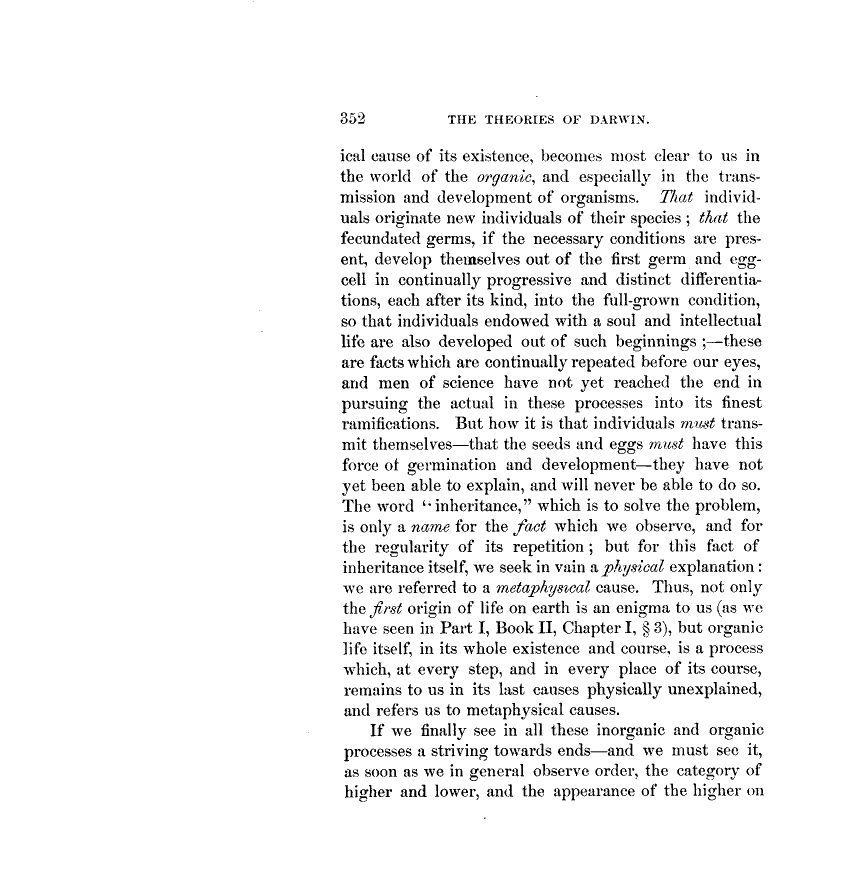 352 THE THEORIES OF DARWIN.
ical cause of its existence, becomes most clear to us in
the world of the organic, and especially in the trans-
mission and development of organisms. That individ-
uals originate new individuals of their species ; that the
fecundated germs, if the necessary conditions are pres-
ent, develop themselves out of the first germ and egg-
cell in continually progressive and distinct differentia-
tions, each after its kind, into the full-grown condition,
so that individuals endowed with a soul and intellectual
life are also developed out of such beginnings ;—these
are facts which are continually repeated before our eyes,
and men of science have not yet reached the end in
pursuing the actual in these processes into its finest
ramifications. But how it is that individuals must trans-
mit themselves—that the seeds and eggs must have this
force of germination and development—they have not
yet been able to explain, and will never be able to do so.
The word "inheritance," which is to solve the problem,
is only a name for the fact which we observe, and for
the regularity of its repetition ; but for this fact of
inheritance itself, we seek in vain a physical explanation :
we are referred to a metaphysical cause. Thus, not only
the first origin of life on earth is an enigma to us (as we
have seen in Part I, Book II, Chapter I, § 3), but organic
life itself, in its whole existence and course, is a process
which, at every step, and in every place of its course,
remains to us in its last causes physically unexplained,
and refers us to metaphysical causes.
If we finally see in all these inorganic and organic
processes a striving towards ends—and we must see it,
as soon as we in general observe order, the category of
higher and lower, and the appearance of the higher on